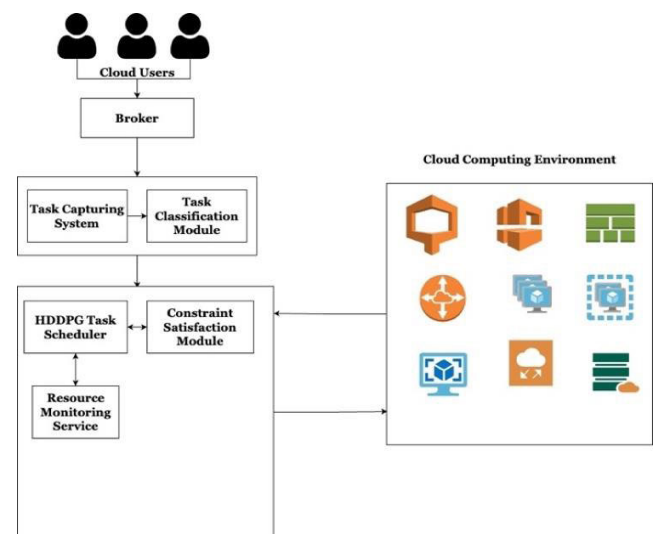 Cloud Users
Broker
Cloud Computing Environment
Task Capturing
System
Task
Classification
Module
HDDPG Task
Scheduler
Constraint
Satisfaction
Module
Resource
Monitoring
Service